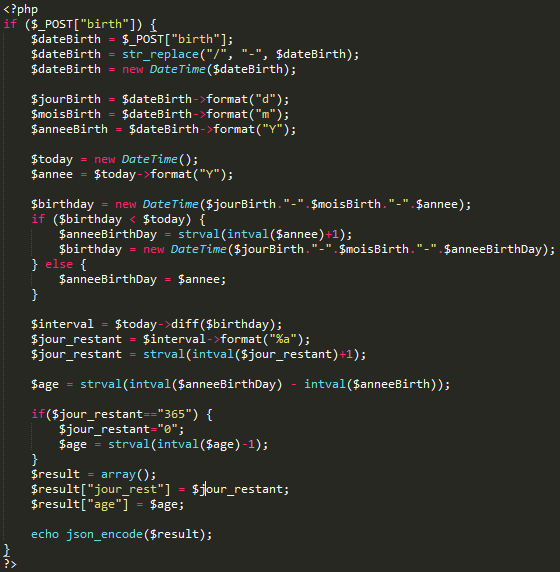 <?php
if ($_POST["birth"]) {
    $dateBirth = $_POST["birth"];
    $dateBirth = str_replace("/", "-", $dateBirth);
    $dateBirth = new DateTime($dateBirth);

    $jourBirth = $dateBirth->format("d");
    $moisBirth = $dateBirth->format("m");
    $anneeBirth = $dateBirth->format("Y");

    $today = new DateTime();
    $annee = $today->format("Y");

    $birthday = new DateTime($jourBirth."-".$moisBirth."-".$annee);
    if ($birthday < $today) {
        $anneeBirthDay = strval(intval($annee)+1);
        $birthday = new DateTime($jourBirth."-".$moisBirth."-".$anneeBirthDay);
    } else {
        $anneeBirthDay = $annee;
    }

    $interval = $today->diff($birthday);
    $jour_restant = $interval->format("%a");
    $jour_restant = strval(intval($jour_restant)+1);

    $age = strval(intval($anneeBirthDay) - intval($anneeBirth));

    if($jour_restant=="365") {
        $jour_restant="0";
        $age = strval(intval($age)-1);
    }
    $result = array();
    $result["jour_rest"] = $jour_restant;
    $result["age"] = $age;

    echo json_encode($result);
}
?>